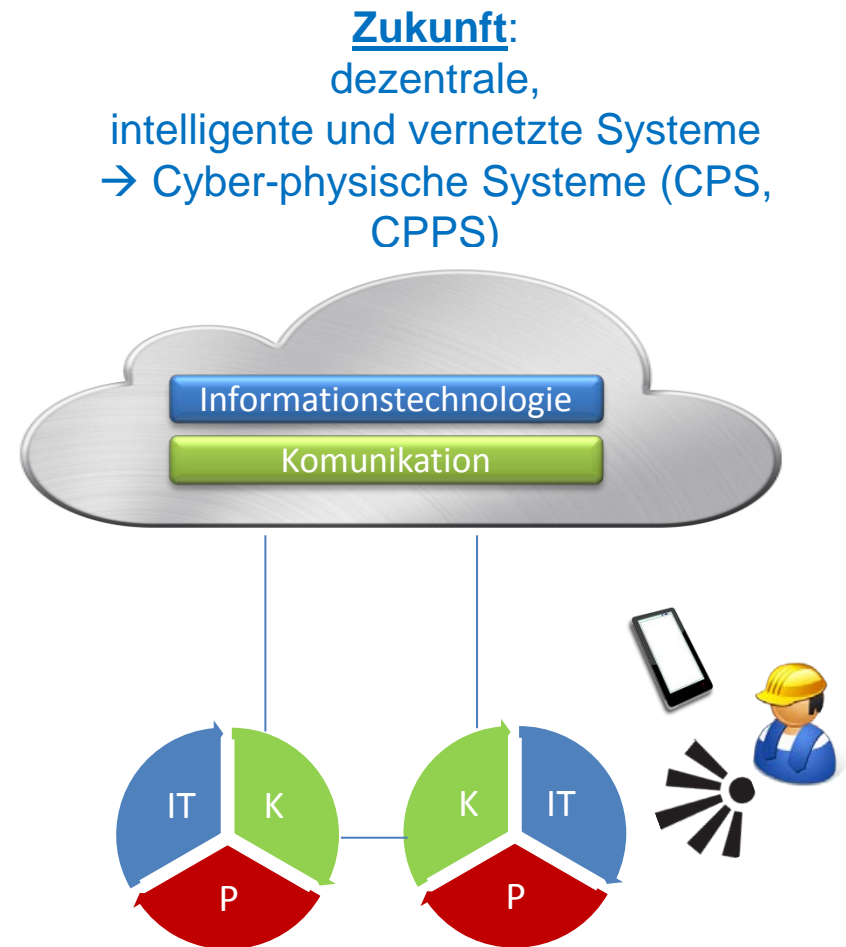 Zukunft:
dezentrale,
intelligente und vernetzte Systeme
→ Cyber-physische Systeme (CPS,
CPPS)
Informationstechnologie
Komunikation
IT K K IT
P P